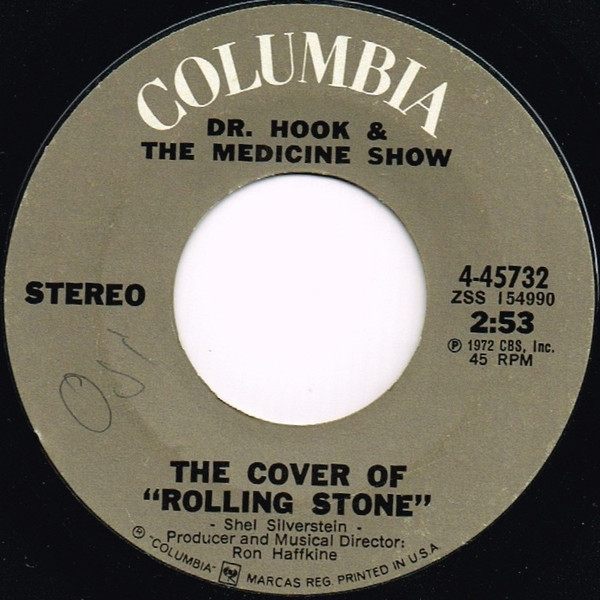 COLUMBIA
DR. HOOK &
THE MEDICINE SHOW
STEREO
4-45732
ZSS 154990
2:53
Ⓟ 1972 CBS, Inc.
45 RPM
THE COVER OF
"ROLLING STONE"
- Shel Silverstein -
Producer and Musical Director:
Ron Haffkine
"COLUMBIA" MARCAS REG. PRINTED IN U.S.A